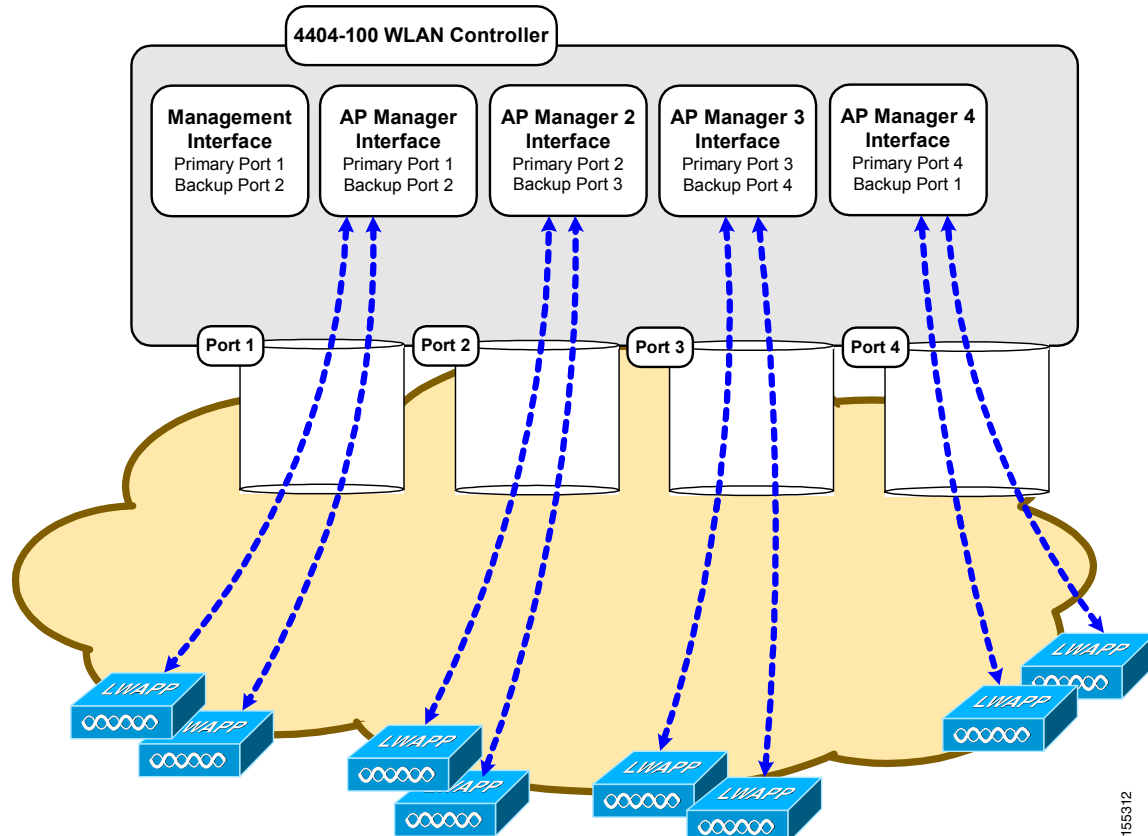 4404-100 WLAN Controller
Management
Interface
Primary Port 1
Backup Port 2
AP Manager
Interface
Primary Port 1
Backup Port 2
AP Manager 2
Interface
Primary Port 2
Backup Port 3
AP Manager 3
Interface
Primary Port 3
Backup Port 4
AP Manager 4
Interface
Primary Port 4
Backup Port 1
Port 1
Port 2
Port 3
Port 4
LWAPP
LWAPP
LWAPP
LWAPP
LWAPP
LWAPP
LWAPP
LWAPP
155312